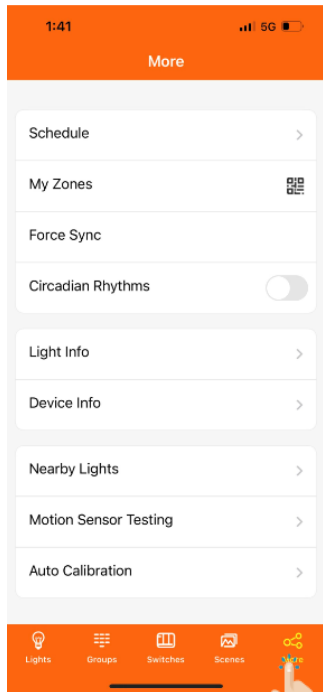 1:41
5G
More
Schedule
My Zones
Force Sync
Circadian Rhythms
Light Info
Device Info
Nearby Lights
Motion Sensor Testing
Auto Calibration
Lights Groups Switches Scenes More